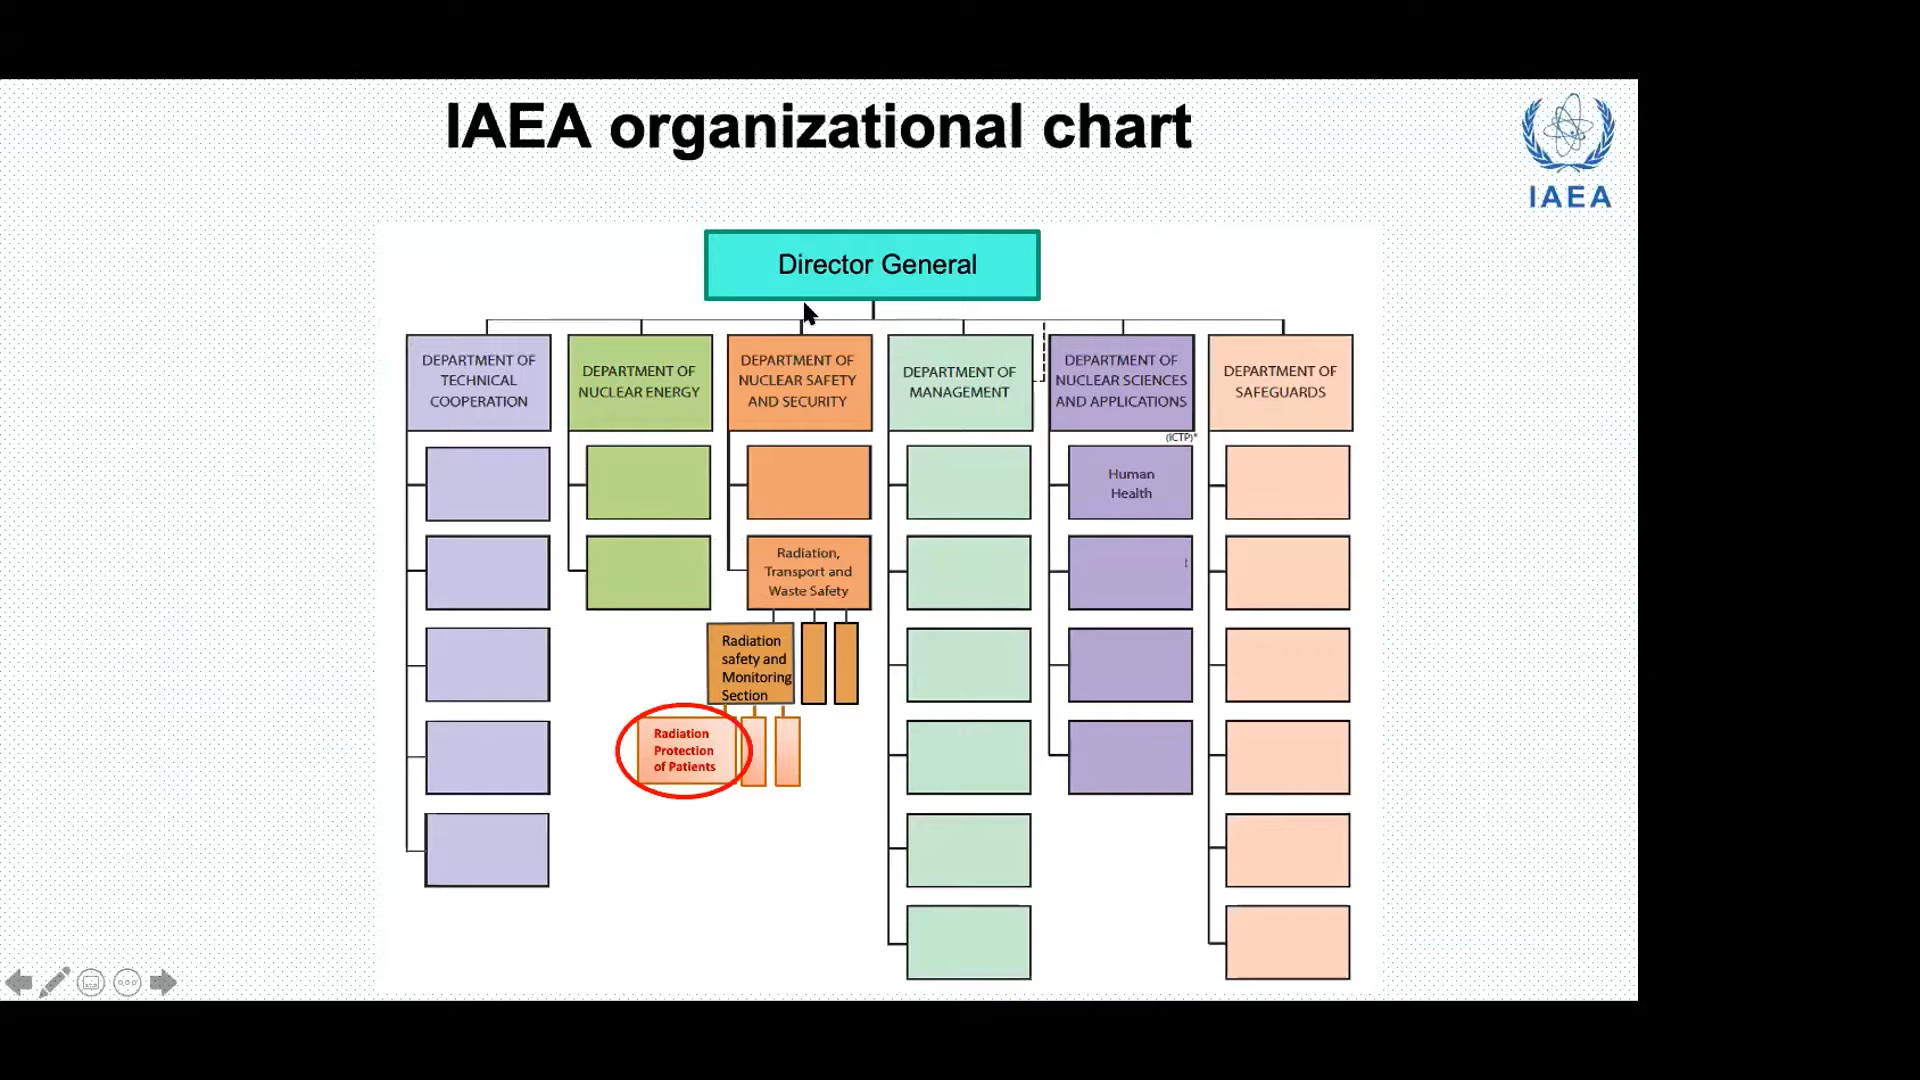 IAEA organizational chart
IAEA
Director General
DEPARTMENT OF
TECHNICAL
COOPERATION
DEPARTMENT OF
NUCLEAR ENERGY
DEPARTMENT OF
NUCLEAR SAFETY
AND SECURITY
DEPARTMENT OF
MANAGEMENT
DEPARTMENT OF
NUCLEAR SCIENCES
AND APPLICATIONS
DEPARTMENT OF
SAFEGUARDS
(ICTP)*
Human
Health
Radiation,
Transport and
Waste Safety
Radiation
safety and
Monitoring
Section
Radiation
Protection
of Patients